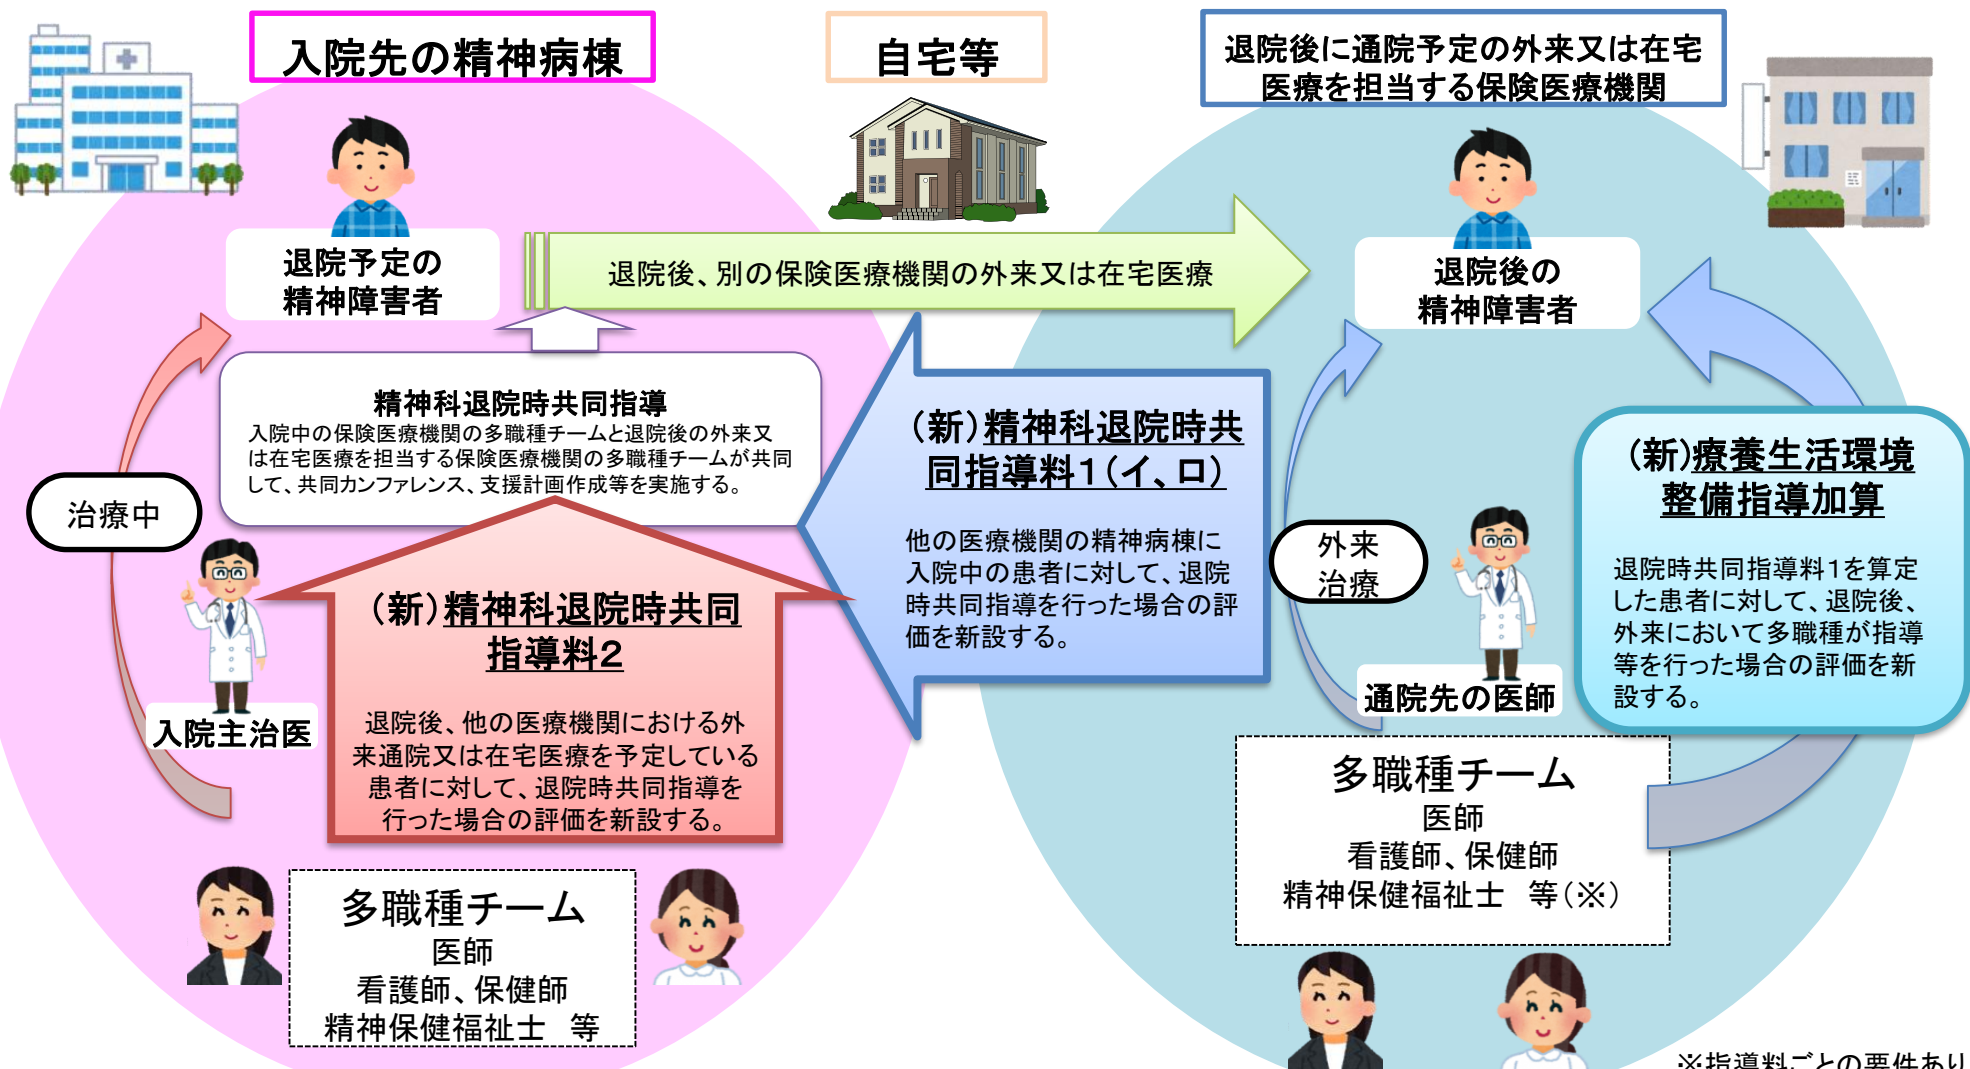 入院先の精神病棟
自宅等
退院後に通院予定の外来又は在宅
医療を担当する保険医療機関
退院予定の
精神障害者
退院後、別の保険医療機関の外来又は在宅医療
退院後の
精神障害者
精神科退院時共同指導
入院中の保険医療機関の多職種チームと退院後の外来又
は在宅医療を担当する保険医療機関の多職種チームが共同
して、共同カンファレンス、支援計画作成等を実施する。
治療中
入院主治医
(新)精神科退院時共同
指導料2
退院後、他の医療機関における外
来通院又は在宅医療を予定している
患者に対して、退院時共同指導を
行った場合の評価を新設する。
多職種チーム
医師
看護師、保健師
精神保健福祉士　等
(新)精神科退院時共
同指導料1(イ、ロ)
他の医療機関の精神病棟に
入院中の患者に対して、退院
時共同指導を行った場合の評
価を新設する。
外来
治療
通院先の医師
(新)療養生活環境
整備指導加算
退院時共同指導料1を算定
した患者に対して、退院後、
外来において多職種が指導
等を行った場合の評価を新
設する。
多職種チーム
医師
看護師、保健師
精神保健福祉士　等(※)
※指導料ごとの要件あり